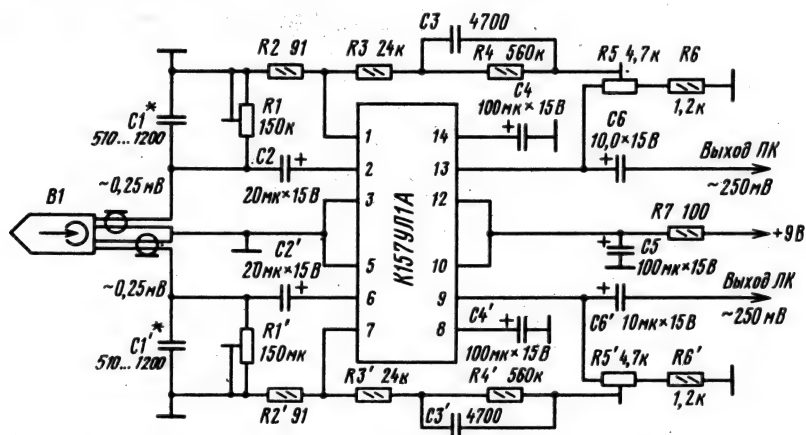 C3 4700
R2 91 R3 24к R4 560к R5 4,7к R6
C4
100мк×15В
1,2к
C1*
510...1200
R1
150к
C6
10,0×15В
C2
20мк×15В
1 14
2 13
3 12
5 10
6 9
7 8
К157УЛ1А
Выход ЛК
~250мВ
~0,25мВ
В1
R7 100
+9В
C5
100мк×15В
C2'
20мк×15В
~0,25мВ
Выход ЛК
~250мВ
C6' 10мк×15В
C4'
100мк×15В
C1'*
510...1200
R1'
150мк
R5' 4,7к R6'
1,2к
R2' 91 R3' 24к R4' 560к
C3' 4700